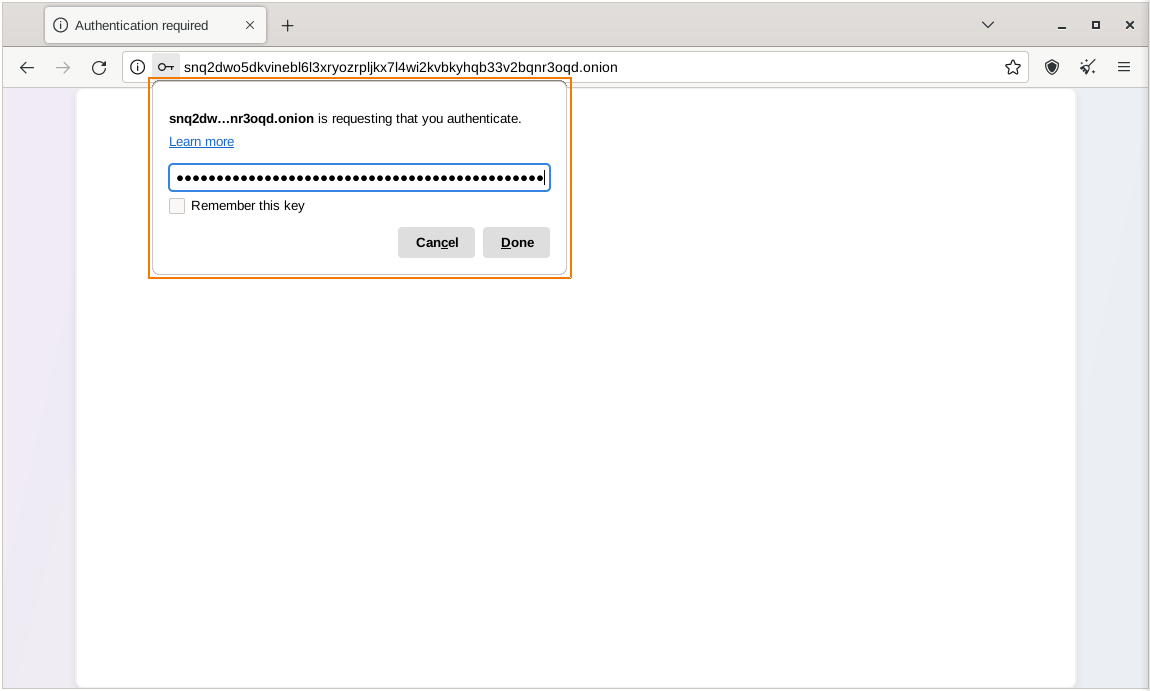 Authentication required
snq2dwo5dkvinebl6l3xryozrpljkx7l4wi2kvbkyhqb33v2bqnr3oqd.onion
snq2dw…nr3oqd.onion is requesting that you authenticate.
Learn more
●●●●●●●●●●●●●●●●●●●●●●●●●●●●●●●●●●●●●●●●●●●●●●
Remember this key
Cancel
Done